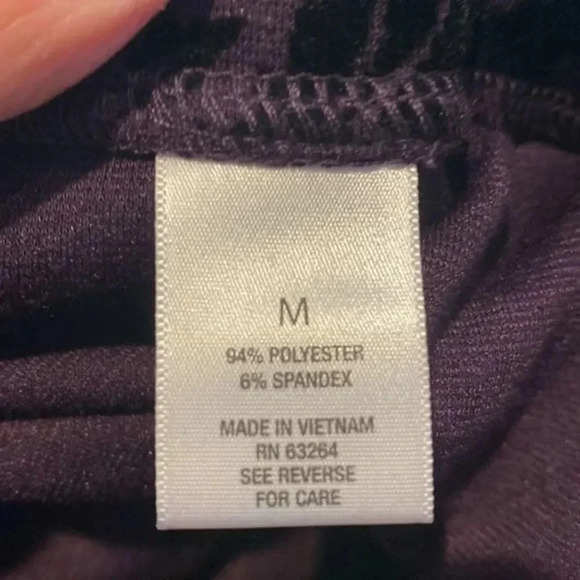 M
94% POLYESTER
6% SPANDEX
MADE IN VIETNAM
RN 63264
SEE REVERSE
FOR CARE